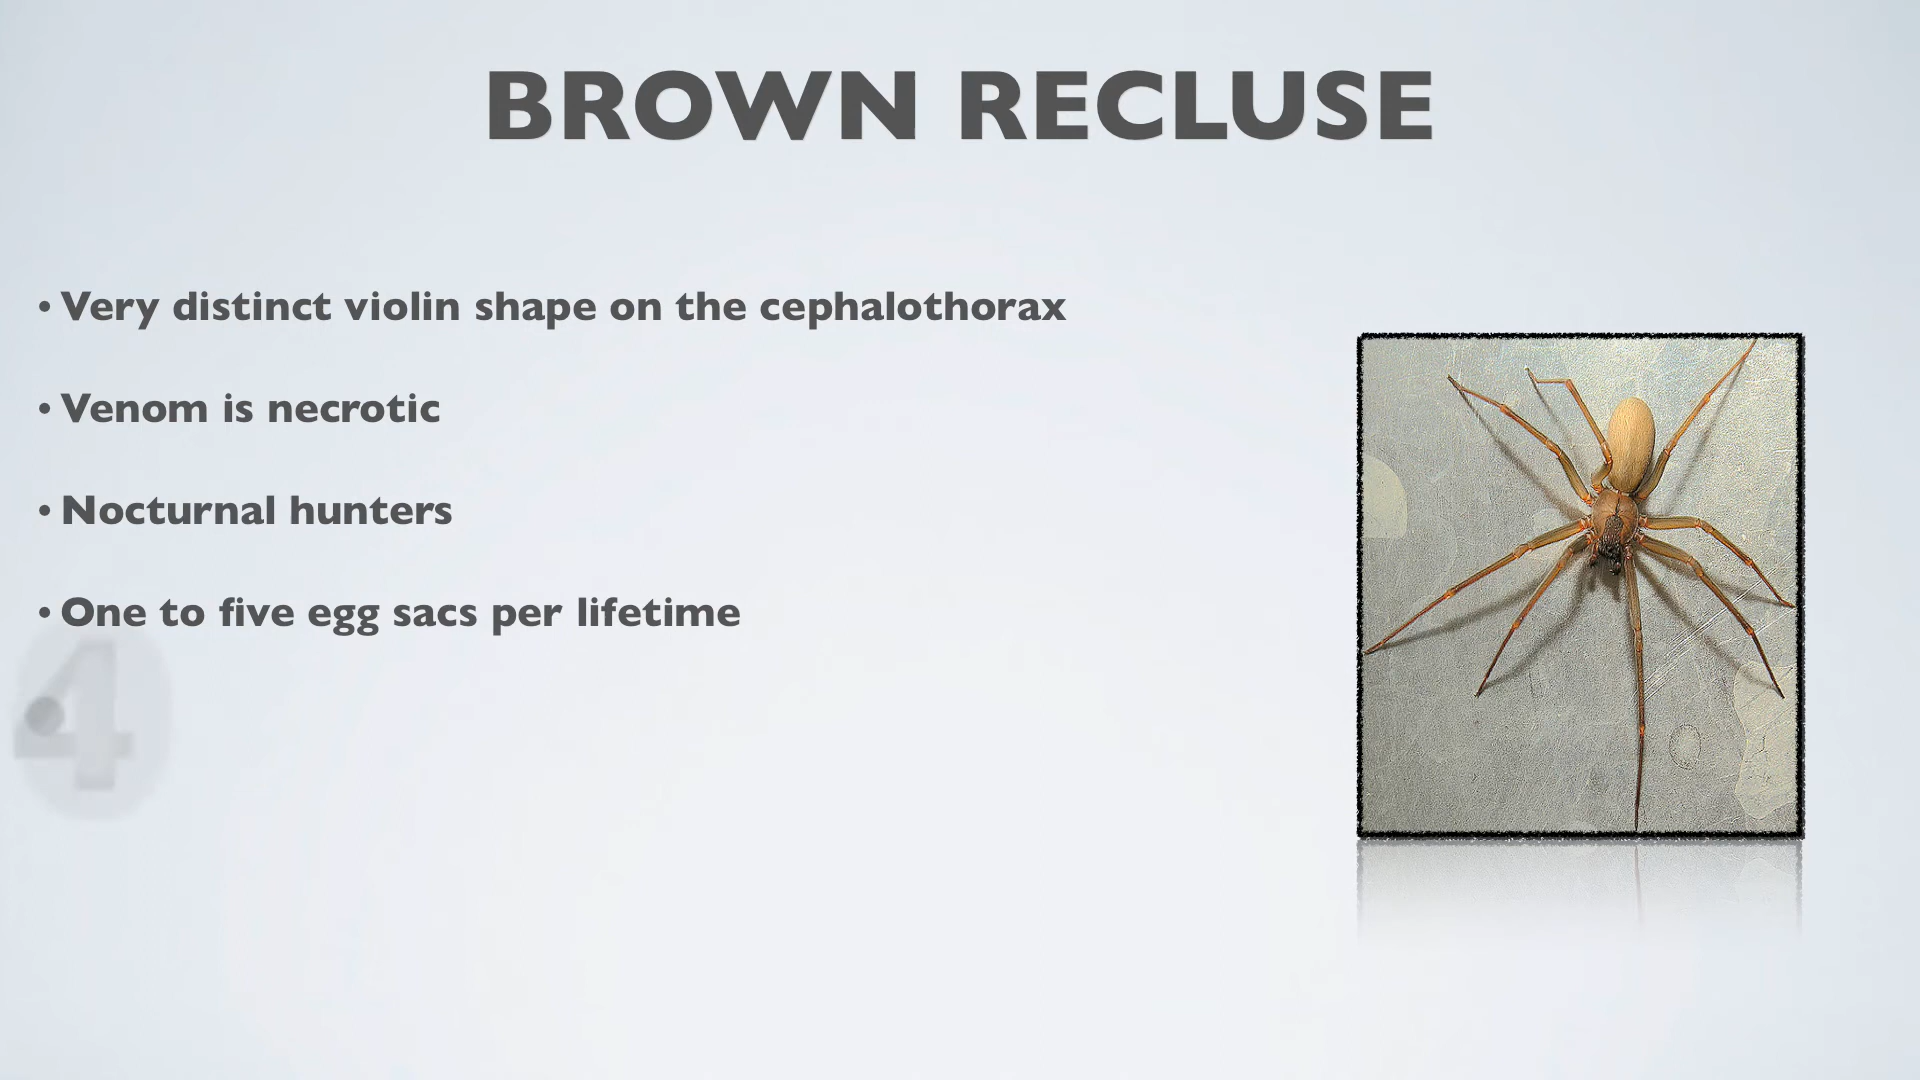 BROWN RECLUSE
• Very distinct violin shape on the cephalothorax
• Venom is necrotic
• Nocturnal hunters
• One to five egg sacs per lifetime
4